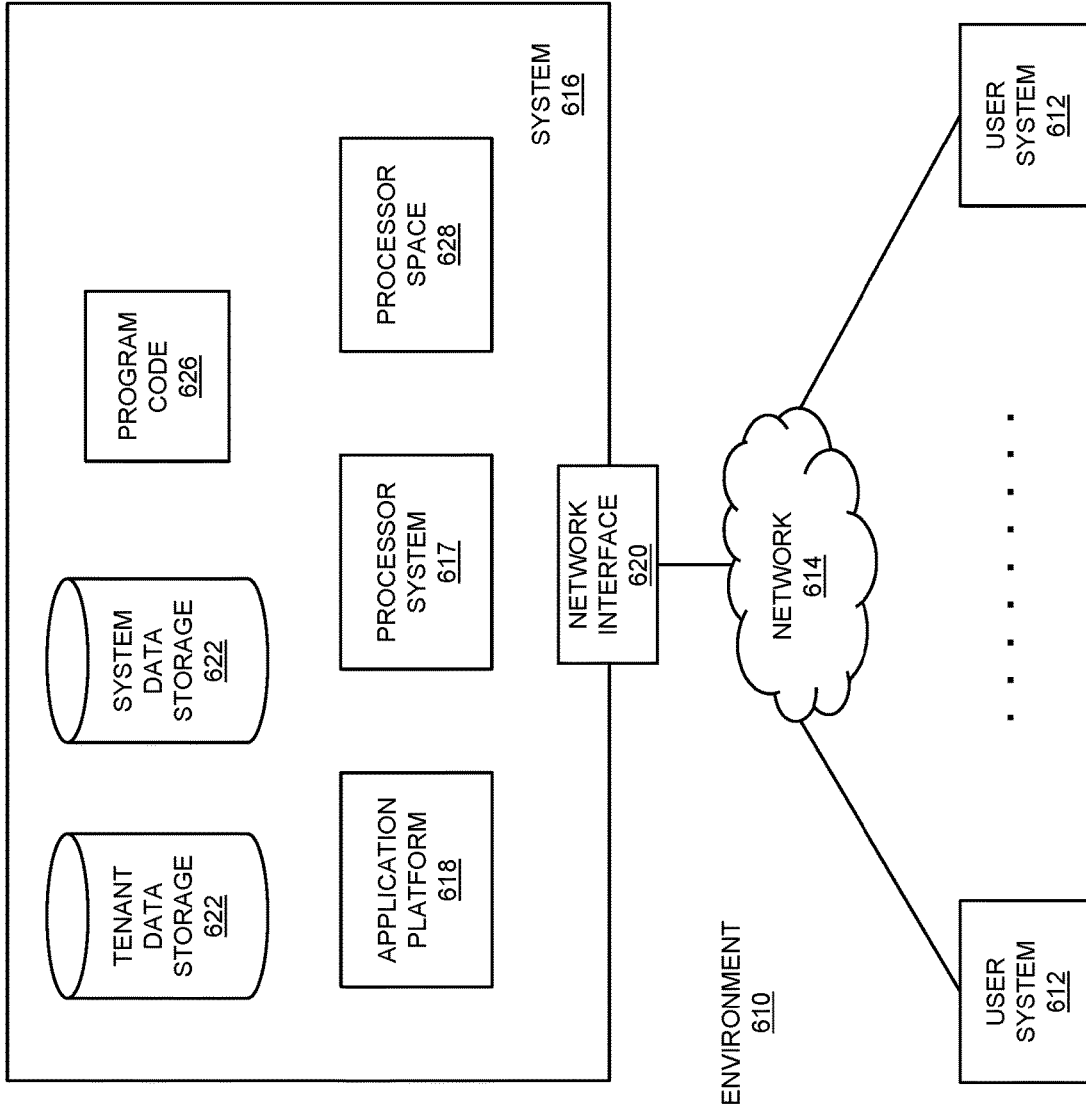 TENANT
DATA
STORAGE
622
SYSTEM
DATA
STORAGE
622
PROGRAM
CODE
626
APPLICATION
PLATFORM
618
PROCESSOR
SYSTEM
617
PROCESSOR
SPACE
628
SYSTEM
616
NETWORK
INTERFACE
620
ENVIRONMENT
610
NETWORK
614
USER
SYSTEM
612
USER
SYSTEM
612